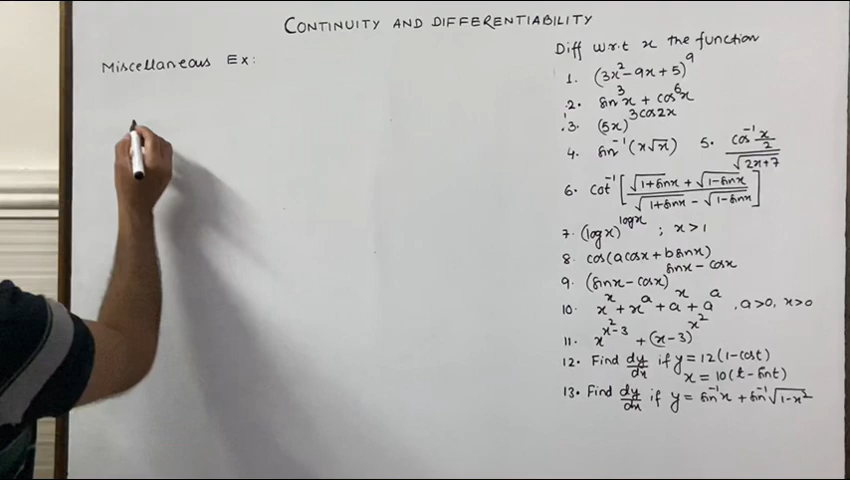 CONTINUITY AND DIFFERENTIABILITY
Miscellaneous Ex:
Diff w.r.t x the function
1. (3x²-9x+5)⁹
2. sin³x + cos⁶x
3. (5x)^3cos2x
4. sin⁻¹(x√x) 5. cos⁻¹ x/2 / √2x+7
6. cot⁻¹[√1+sinx + √1-sinx / √1+sinx - √1-sinx]
7. (logx)^logx ; x>1
8. cos(acosx+bsinx)
9. (sinx-cosx)^sinx-cosx
10. x^x + x^a + a^x + a^a , a>0, x>0
11. x^x²-3 + (x-3)^x²
12. Find dy/dx if y=12(1-cost)
x=10(t-sint)
13. Find dy/dx if y= sin⁻¹x + sin⁻¹√1-x²